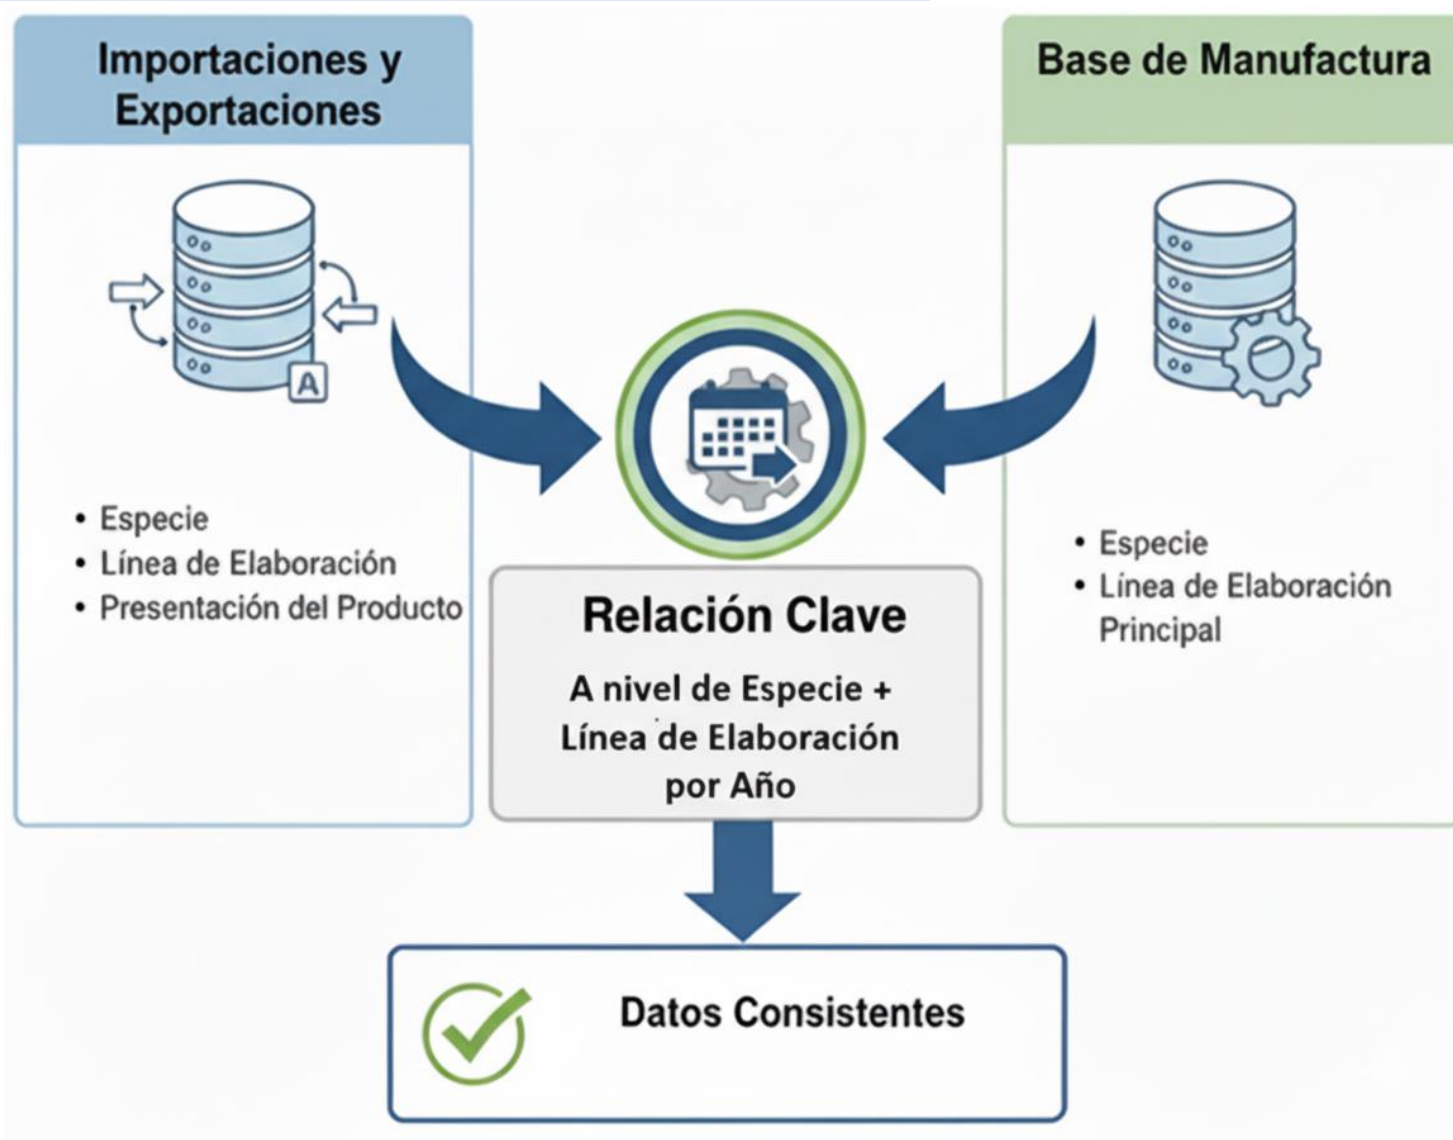 Importaciones y
Exportaciones
A
• Especie
• Línea de Elaboración
• Presentación del Producto
Base de Manufactura
• Especie
• Línea de Elaboración
Principal
Relación Clave
A nivel de Especie +
Línea de Elaboración
por Año
Datos Consistentes